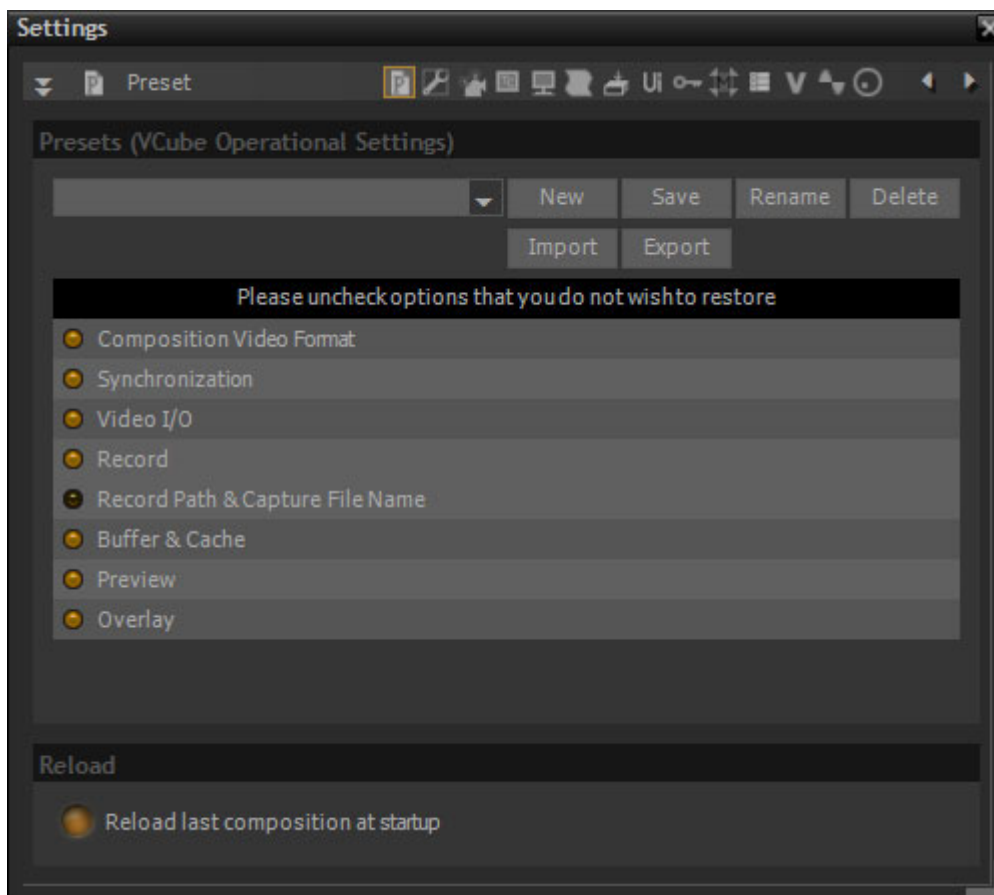 Settings
Preset
Ui
V
Presets (VCube Operational Settings)
New Save Rename Delete
Import Export
Please uncheck options that you do not wish to restore
Composition Video Format
Synchronization
Video I/O
Record
Record Path & Capture File Name
Buffer & Cache
Preview
Overlay
Reload
Reload last composition at startup